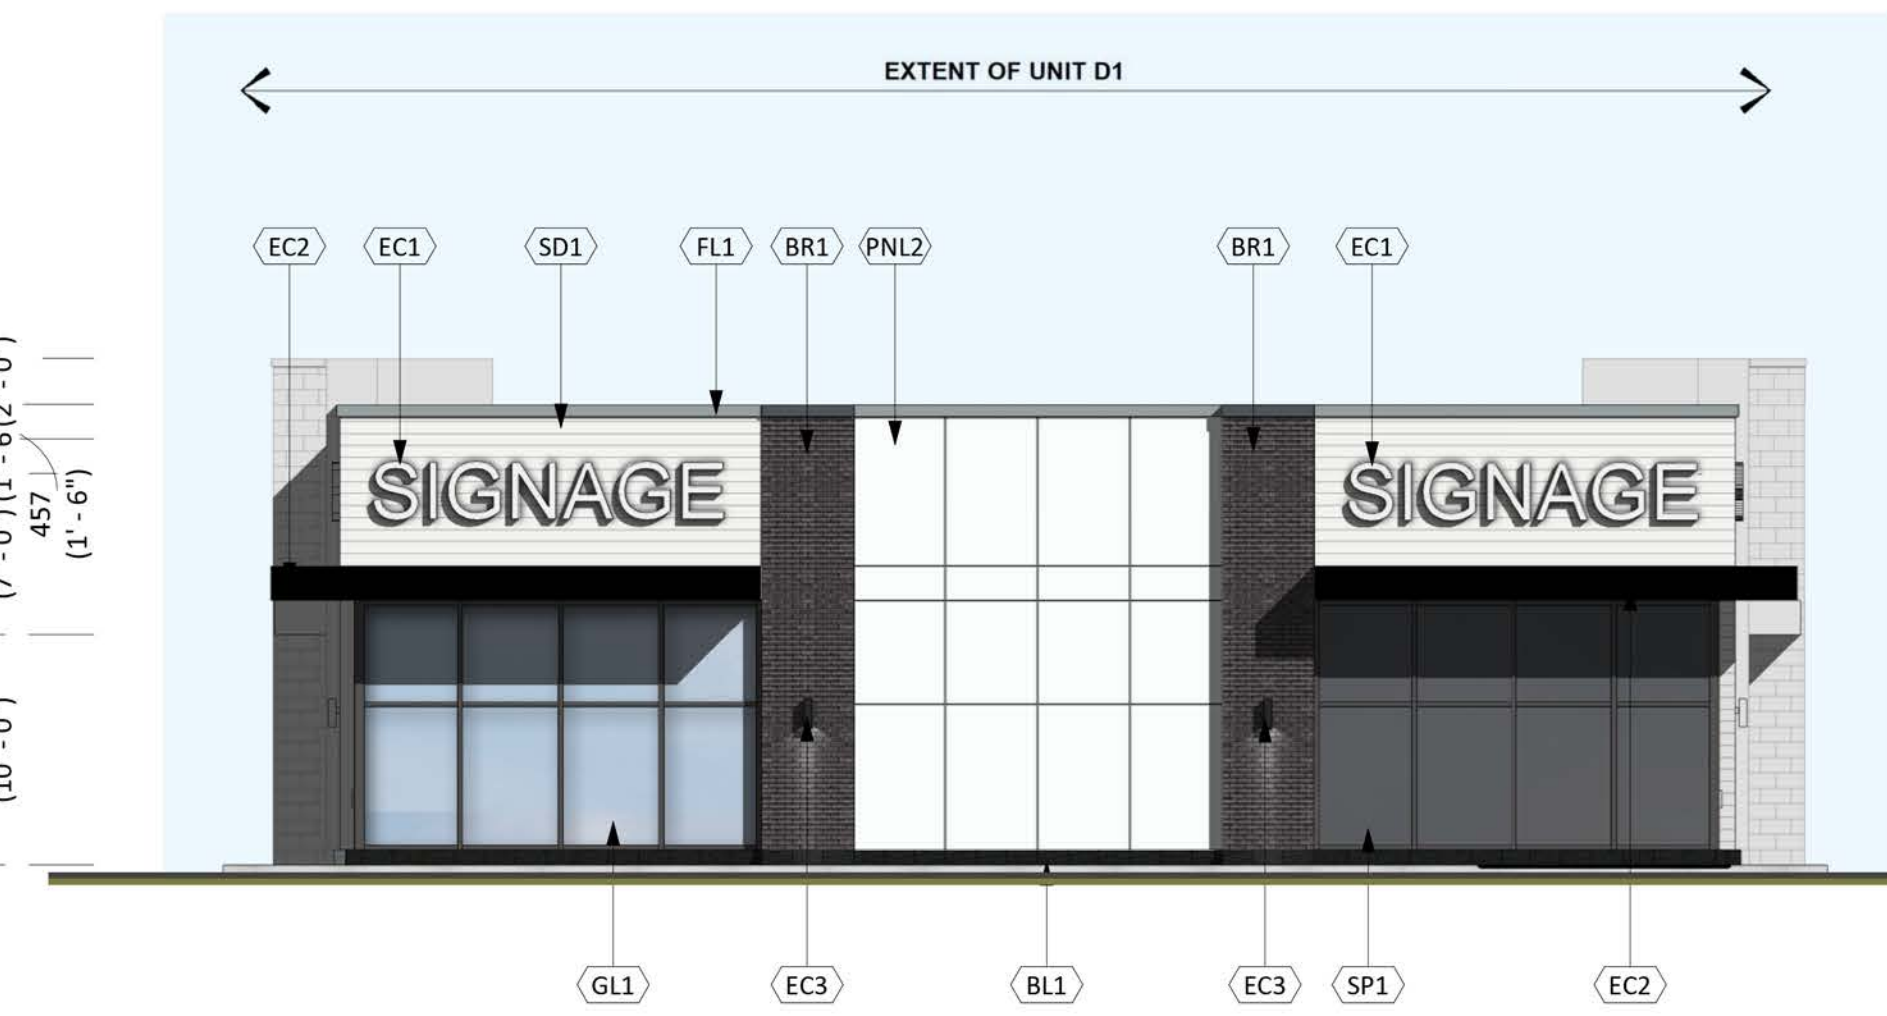 EXTENT OF UNIT D1
EC2 EC1 SD1 FL1 BR1 PNL2 BR1 EC1
SIGNAGE SIGNAGE
457
(1' - 6")
GL1 EC3 BL1 EC3 SP1 EC2